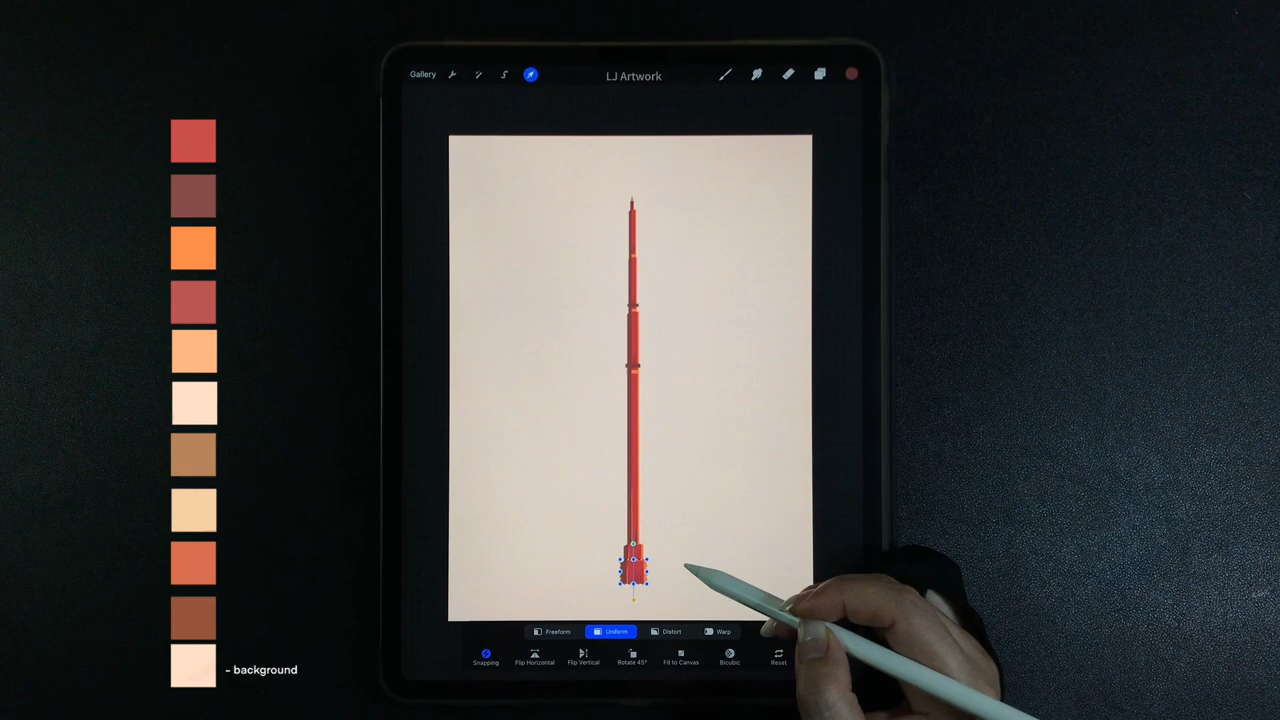 Gallery
LJ Artwork
- background
Freeform
Uniform
Distort
Warp
Snapping
Flip Horizontal
Flip Vertical
Rotate 45°
Fit to Canvas
Bicubic
Reset